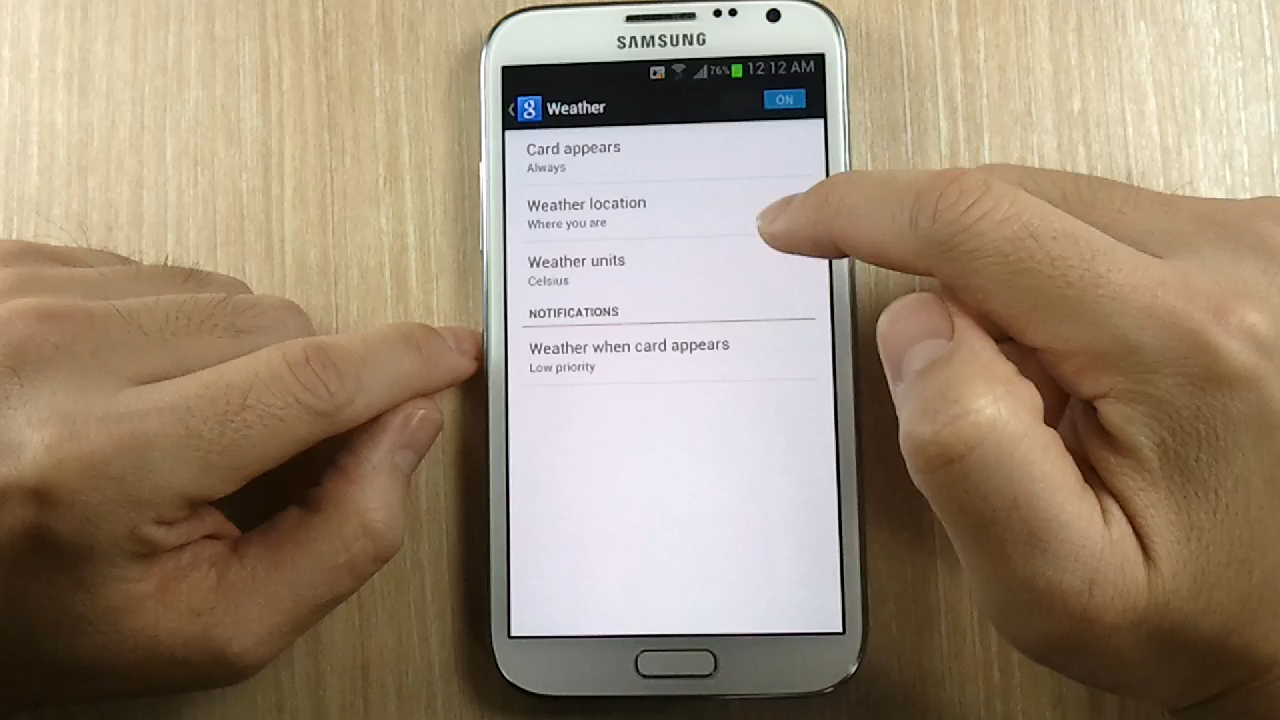 SAMSUNG
76% 12:12 AM
8 Weather ON
Card appears
Always
Weather location
Where you are
Weather units
Celsius
NOTIFICATIONS
Weather when card appears
Low priority